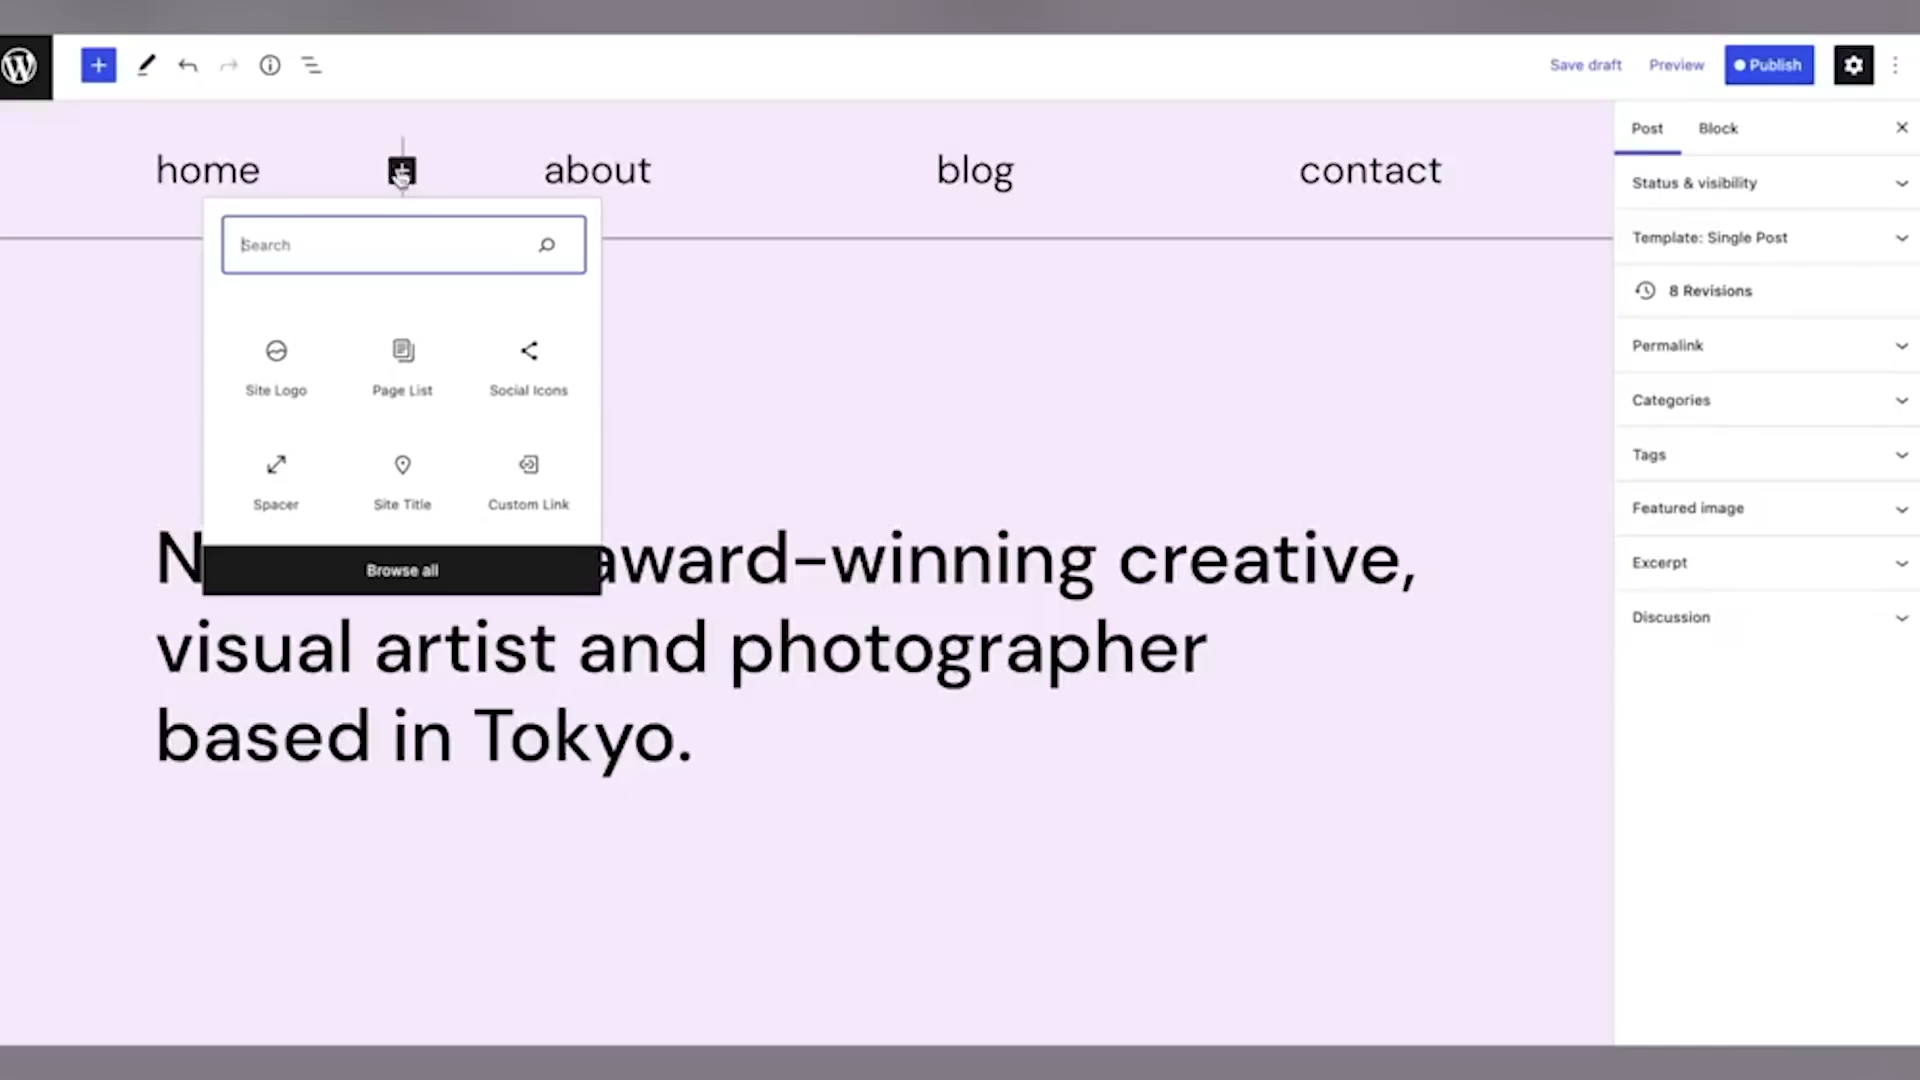 Save draft Preview Publish
home about blog contact
Search
Site Logo Page List Social Icons
Spacer Site Title Custom Link
Browse all
N award-winning creative,
visual artist and photographer
based in Tokyo.
Post Block
Status & visibility
Template: Single Post
8 Revisions
Permalink
Categories
Tags
Featured image
Excerpt
Discussion